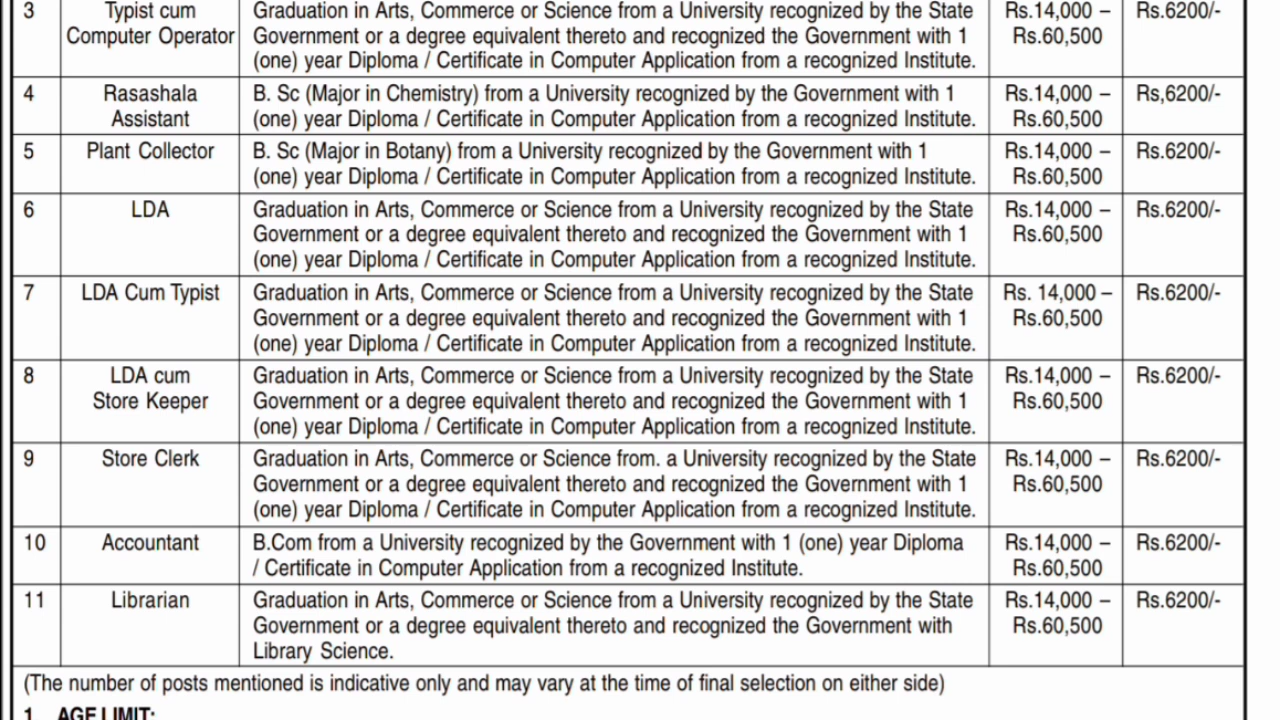 3 Typist cum Computer Operator Graduation in Arts, Commerce or Science from a University recognized by the State Government or a degree equivalent thereto and recognized the Government with 1 (one) year Diploma / Certificate in Computer Application from a recognized Institute. Rs.14,000 – Rs.60,500 Rs.6200/-
4 Rasashala Assistant B. Sc (Major in Chemistry) from a University recognized by the Government with 1 (one) year Diploma / Certificate in Computer Application from a recognized Institute. Rs.14,000 – Rs.60,500 Rs,6200/-
5 Plant Collector B. Sc (Major in Botany) from a University recognized by the Government with 1 (one) year Diploma / Certificate in Computer Application from a recognized Institute. Rs.14,000 – Rs.60,500 Rs.6200/-
6 LDA Graduation in Arts, Commerce or Science from a University recognized by the State Government or a degree equivalent thereto and recognized the Government with 1 (one) year Diploma / Certificate in Computer Application from a recognized Institute. Rs.14,000 – Rs.60,500 Rs.6200/-
7 LDA Cum Typist Graduation in Arts, Commerce or Science from a University recognized by the State Government or a degree equivalent thereto and recognized the Government with 1 (one) year Diploma / Certificate in Computer Application from a recognized Institute. Rs. 14,000 – Rs.60,500 Rs.6200/-
8 LDA cum Store Keeper Graduation in Arts, Commerce or Science from a University recognized by the State Government or a degree equivalent thereto and recognized the Government with 1 (one) year Diploma / Certificate in Computer Application from a recognized Institute. Rs.14,000 – Rs.60,500 Rs.6200/-
9 Store Clerk Graduation in Arts, Commerce or Science from. a University recognized by the State Government or a degree equivalent thereto and recognized the Government with 1 (one) year Diploma / Certificate in Computer Application from a recognized Institute. Rs.14,000 – Rs.60,500 Rs.6200/-
10 Accountant B.Com from a University recognized by the Government with 1 (one) year Diploma / Certificate in Computer Application from a recognized Institute. Rs.14,000 – Rs.60,500 Rs.6200/-
11 Librarian Graduation in Arts, Commerce or Science from a University recognized by the State Government or a degree equivalent thereto and recognized the Government with Library Science. Rs.14,000 – Rs.60,500 Rs.6200/-
(The number of posts mentioned is indicative only and may vary at the time of final selection on either side)
1. AGE LIMIT: